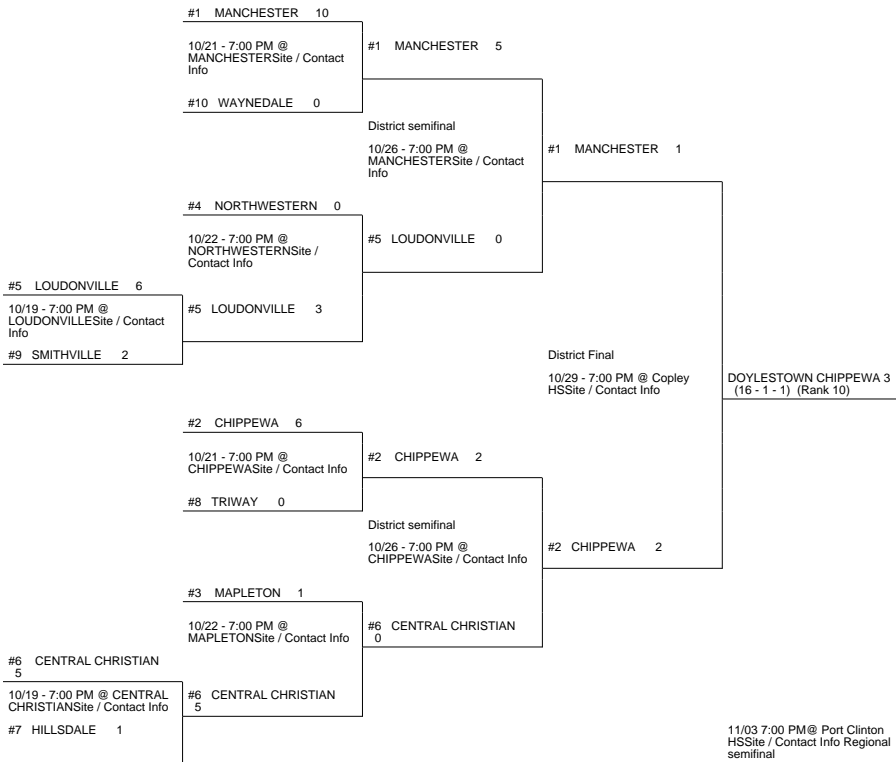 #1 MANCHESTER 10
10/21 - 7:00 PM @
MANCHESTERSite / Contact
Info
#10 WAYNEDALE 0
#1 MANCHESTER 5
District semifinal
10/26 - 7:00 PM @
MANCHESTERSite / Contact
Info
#1 MANCHESTER 1
#4 NORTHWESTERN 0
10/22 - 7:00 PM @
NORTHWESTERNSite /
Contact Info
#5 LOUDONVILLE 0
#5 LOUDONVILLE 6
10/19 - 7:00 PM @
LOUDONVILLESite / Contact
Info
#9 SMITHVILLE 2
#5 LOUDONVILLE 3
District Final
10/29 - 7:00 PM @ Copley
HSSite / Contact Info
DOYLESTOWN CHIPPEWA 3
(16 - 1 - 1) (Rank 10)
#2 CHIPPEWA 6
10/21 - 7:00 PM @
CHIPPEWASite / Contact Info
#8 TRIWAY 0
#2 CHIPPEWA 2
District semifinal
10/26 - 7:00 PM @
CHIPPEWASite / Contact Info
#2 CHIPPEWA 2
#3 MAPLETON 1
10/22 - 7:00 PM @
MAPLETONSite / Contact Info
#6 CENTRAL CHRISTIAN
0
#6 CENTRAL CHRISTIAN
5
10/19 - 7:00 PM @ CENTRAL
CHRISTIANSite / Contact Info
#7 HILLSDALE 1
#6 CENTRAL CHRISTIAN
5
11/03 7:00 PM@ Port Clinton
HSSite / Contact Info Regional
semifinal